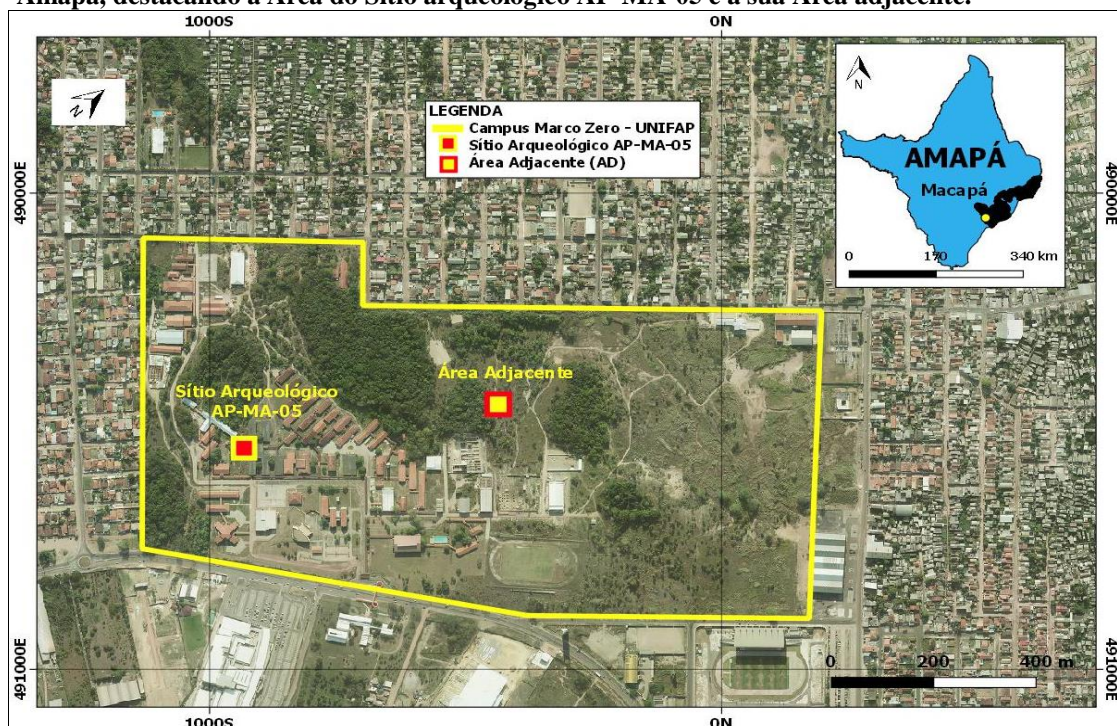 Amapá, destacando a Área do Sítio arqueológico AP-MA-05 e a sua Área adjacente.
1000S
0N
N
LEGENDA
Campus Marco Zero - UNIFAP
Sítio Arqueológico AP-MA-05
Área Adjacente (AD)
N
AMAPÁ
Macapá
0 170 340 km
490000E
490000E
Área Adjacente
Sítio Arqueológico
AP-MA-05
491000E
491000E
0 200 400 m
1000S
0N